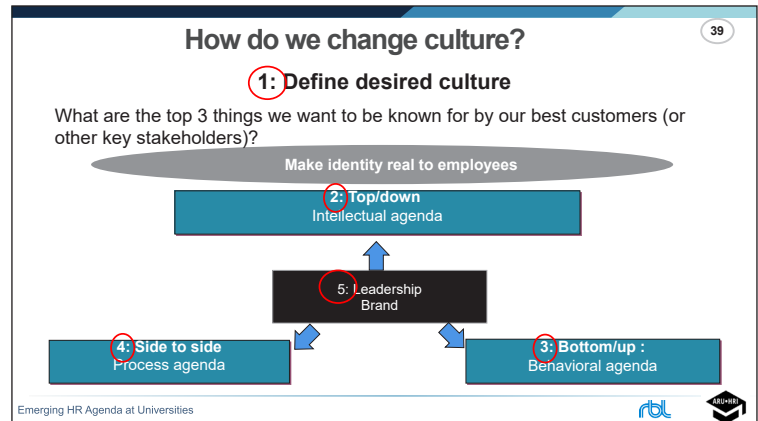 How do we change culture?
39
1: Define desired culture
What are the top 3 things we want to be known for by our best customers (or
other key stakeholders)?
Make identity real to employees
2: Top/down
Intellectual agenda
5: Leadership
Brand
4: Side to side
Process agenda
3: Bottom/up :
Behavioral agenda
Emerging HR Agenda at Universities
rbl
ARU•HRI